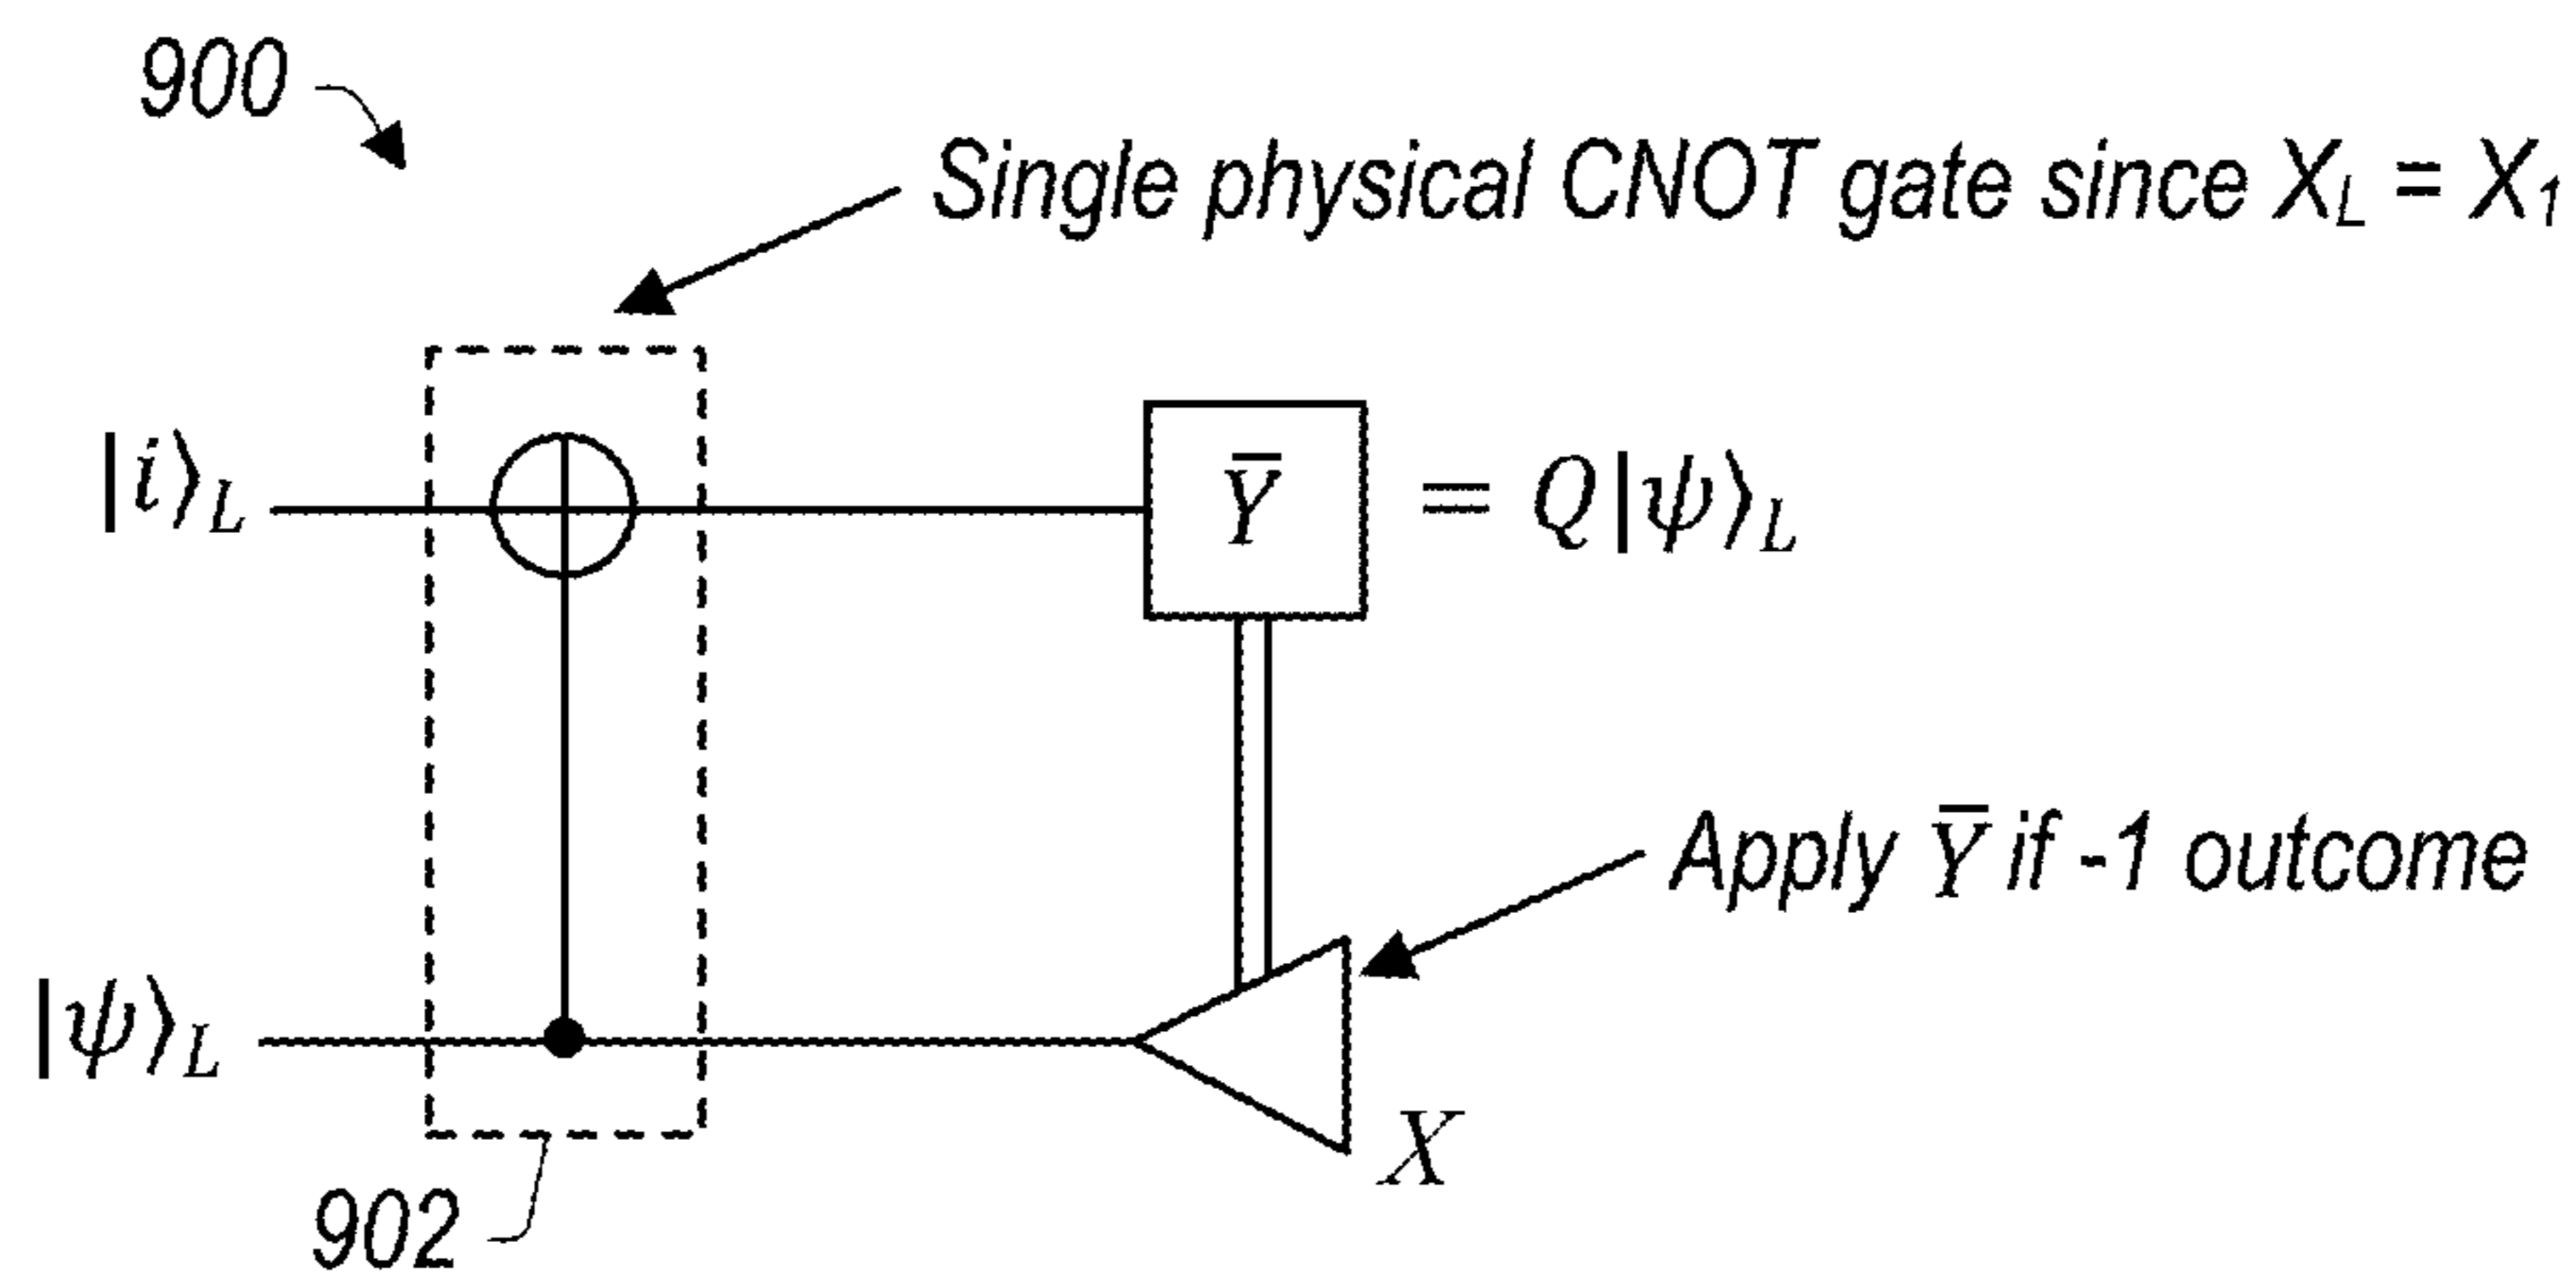 900
Single physical CNOT gate since X_L = X_1
|i⟩_L
Y̅ = Q|ψ⟩_L
Apply Y̅ if -1 outcome
|ψ⟩_L
X
902